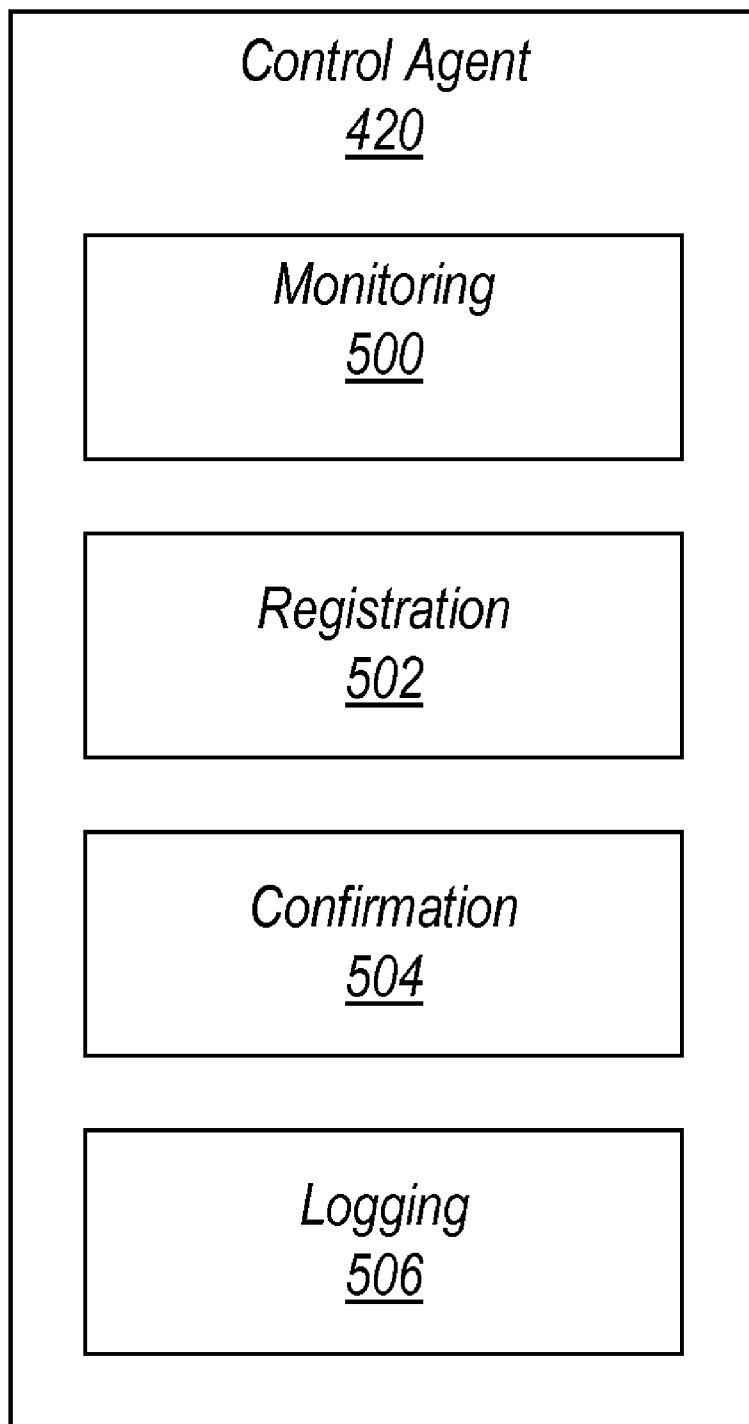 Control Agent
420
Monitoring
500
Registration
502
Confirmation
504
Logging
506